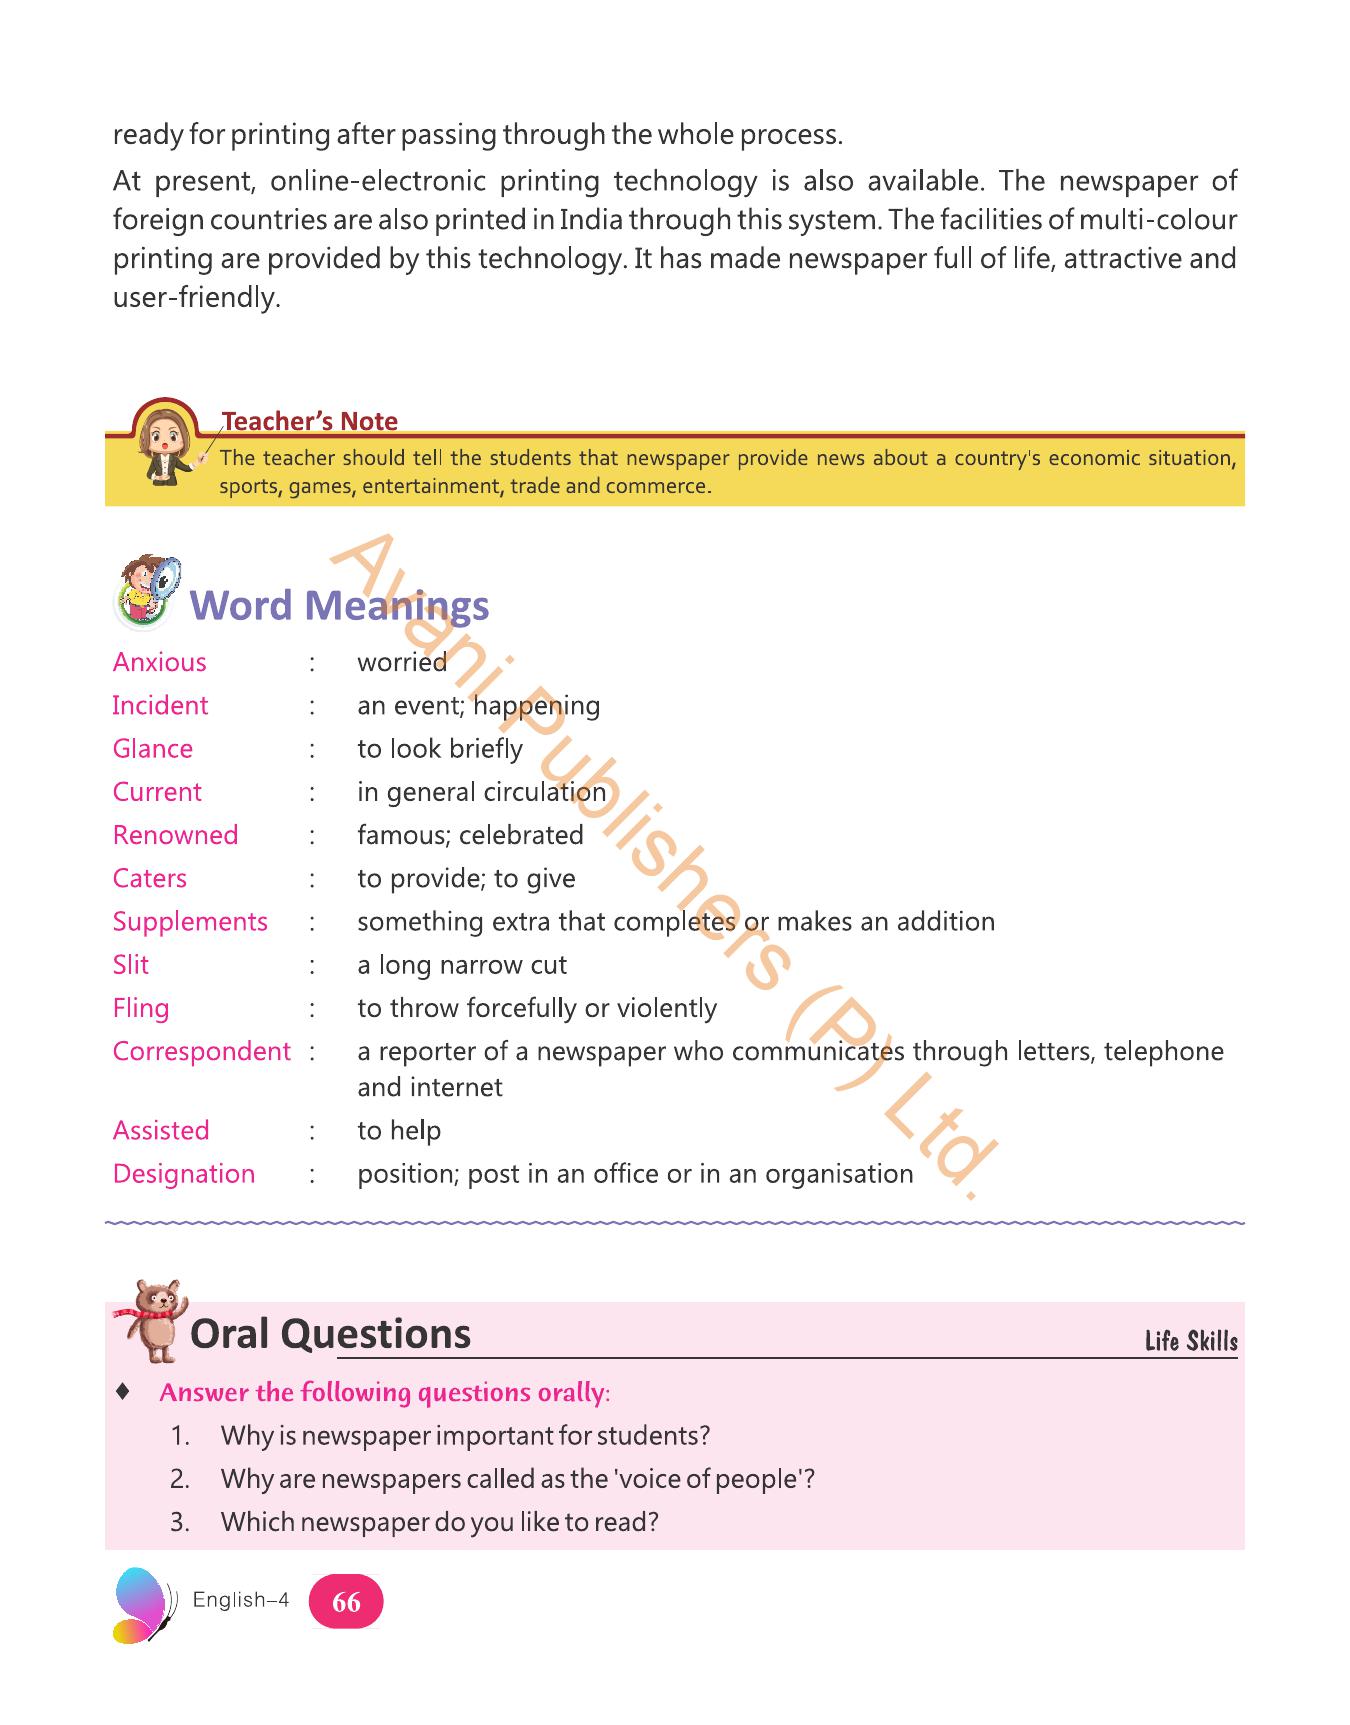 ready for printing after passing through the whole process.
At present, online-electronic printing technology is also available. The newspaper of
foreign countries are also printed in India through this system. The facilities of multi-colour
printing are provided by this technology. It has made newspaper full of life, attractive and
user-friendly.
Teacher's Note
The teacher should tell the students that newspaper provide news about a country's economic situation,
sports, games, entertainment, trade and commerce.
Word Meanings
Anxious : worried
Incident : an event; happening
Glance : to look briefly
Current : in general circulation
Renowned : famous; celebrated
Caters : to provide; to give
Supplements : something extra that completes or makes an addition
Slit : a long narrow cut
Fling : to throw forcefully or violently
Correspondent : a reporter of a newspaper who communicates through letters, telephone
and internet
Assisted : to help
Designation : position; post in an office or in an organisation
Avani Publishers (P) Ltd.
Oral Questions
Life Skills
♦ Answer the following questions orally:
1. Why is newspaper important for students?
2. Why are newspapers called as the 'voice of people'?
3. Which newspaper do you like to read?
English–4 66